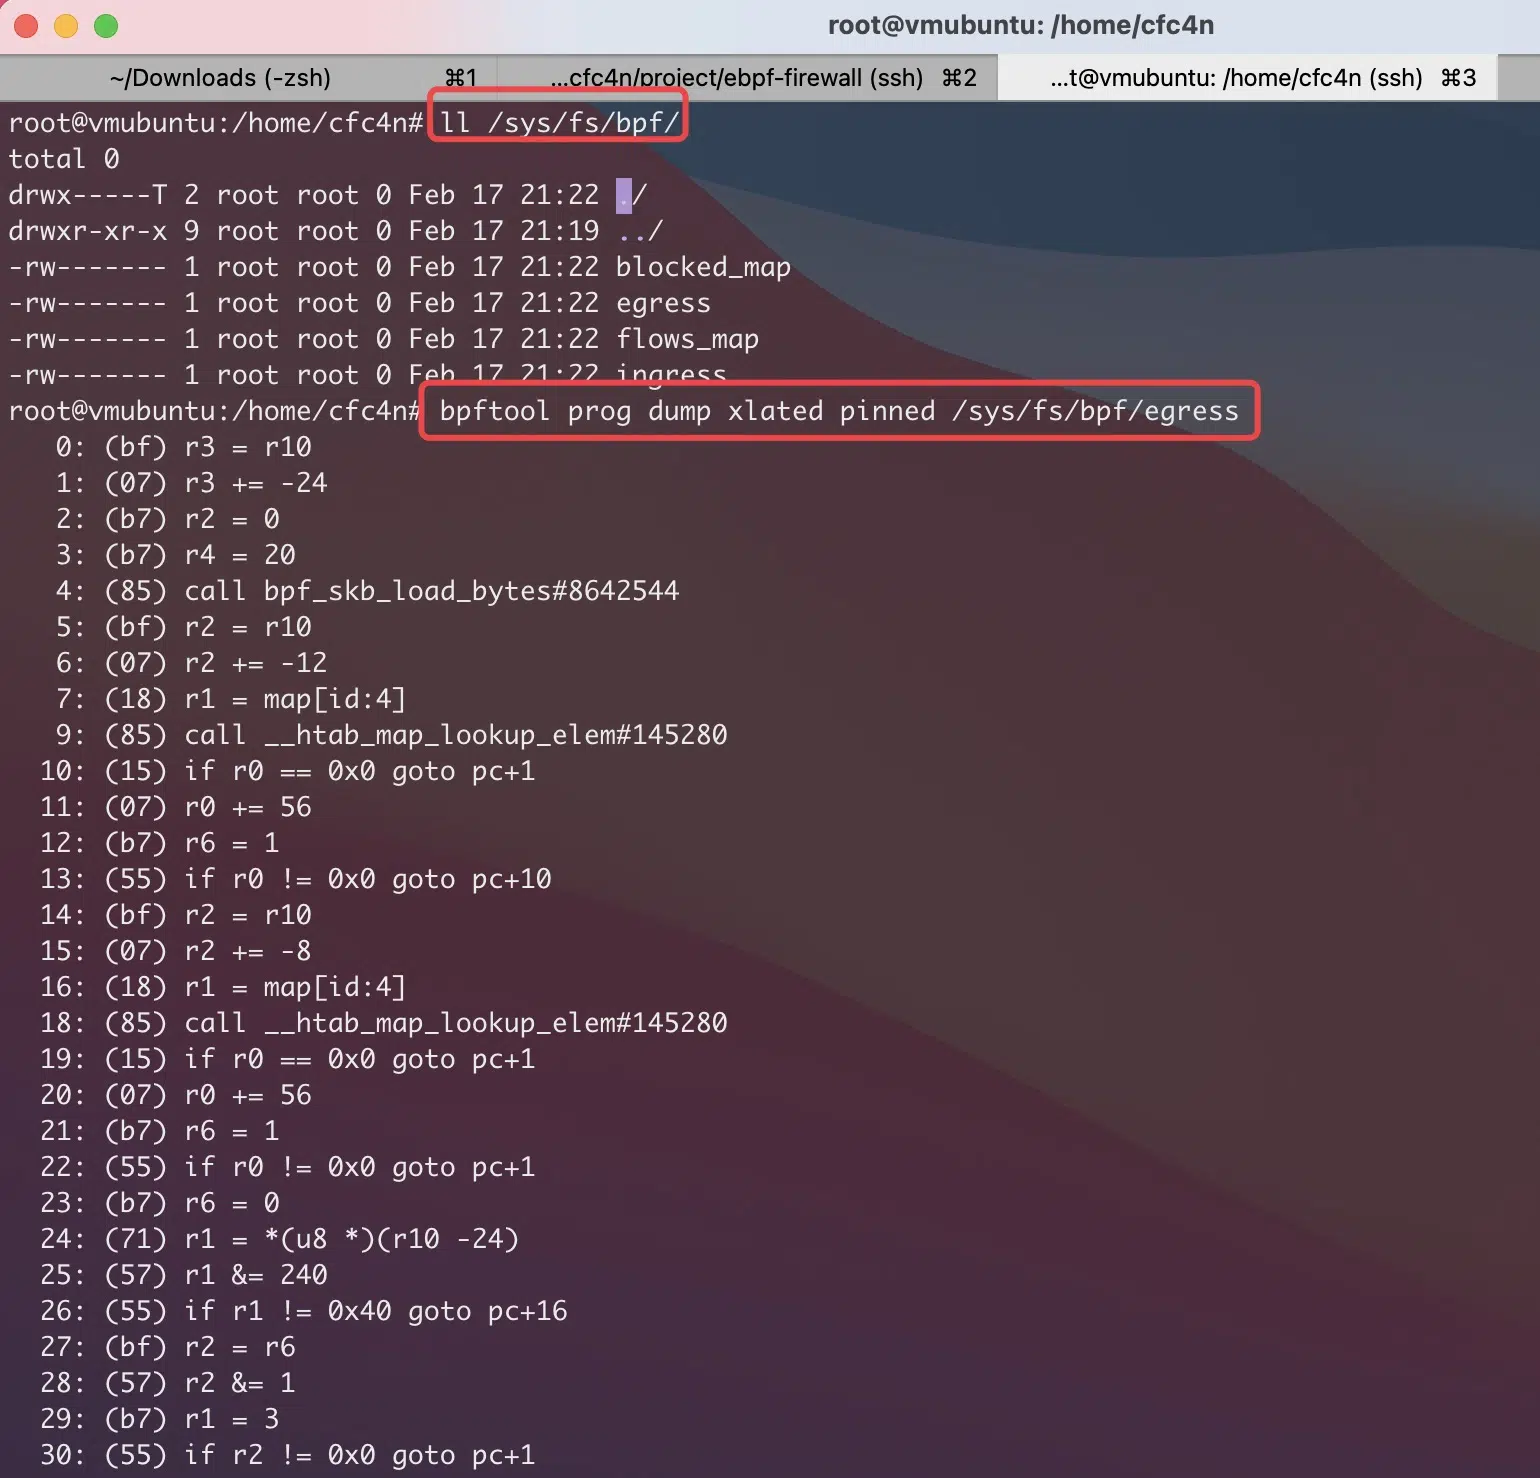 root@vmubuntu: /home/cfc4n
~/Downloads (-zsh) ⌘1 ...cfc4n/project/ebpf-firewall (ssh) ⌘2 ...t@vmubuntu: /home/cfc4n (ssh) ⌘3
root@vmubuntu:/home/cfc4n# ll /sys/fs/bpf/
total 0
drwx-----T 2 root root 0 Feb 17 21:22 ./
drwxr-xr-x 9 root root 0 Feb 17 21:19 ../
-rw------- 1 root root 0 Feb 17 21:22 blocked_map
-rw------- 1 root root 0 Feb 17 21:22 egress
-rw------- 1 root root 0 Feb 17 21:22 flows_map
-rw------- 1 root root 0 Feb 17 21:22 ingress
root@vmubuntu:/home/cfc4n# bpftool prog dump xlated pinned /sys/fs/bpf/egress
0: (bf) r3 = r10
1: (07) r3 += -24
2: (b7) r2 = 0
3: (b7) r4 = 20
4: (85) call bpf_skb_load_bytes#8642544
5: (bf) r2 = r10
6: (07) r2 += -12
7: (18) r1 = map[id:4]
9: (85) call __htab_map_lookup_elem#145280
10: (15) if r0 == 0x0 goto pc+1
11: (07) r0 += 56
12: (b7) r6 = 1
13: (55) if r0 != 0x0 goto pc+10
14: (bf) r2 = r10
15: (07) r2 += -8
16: (18) r1 = map[id:4]
18: (85) call __htab_map_lookup_elem#145280
19: (15) if r0 == 0x0 goto pc+1
20: (07) r0 += 56
21: (b7) r6 = 1
22: (55) if r0 != 0x0 goto pc+1
23: (b7) r6 = 0
24: (71) r1 = *(u8 *)(r10 -24)
25: (57) r1 &= 240
26: (55) if r1 != 0x40 goto pc+16
27: (bf) r2 = r6
28: (57) r2 &= 1
29: (b7) r1 = 3
30: (55) if r2 != 0x0 goto pc+1